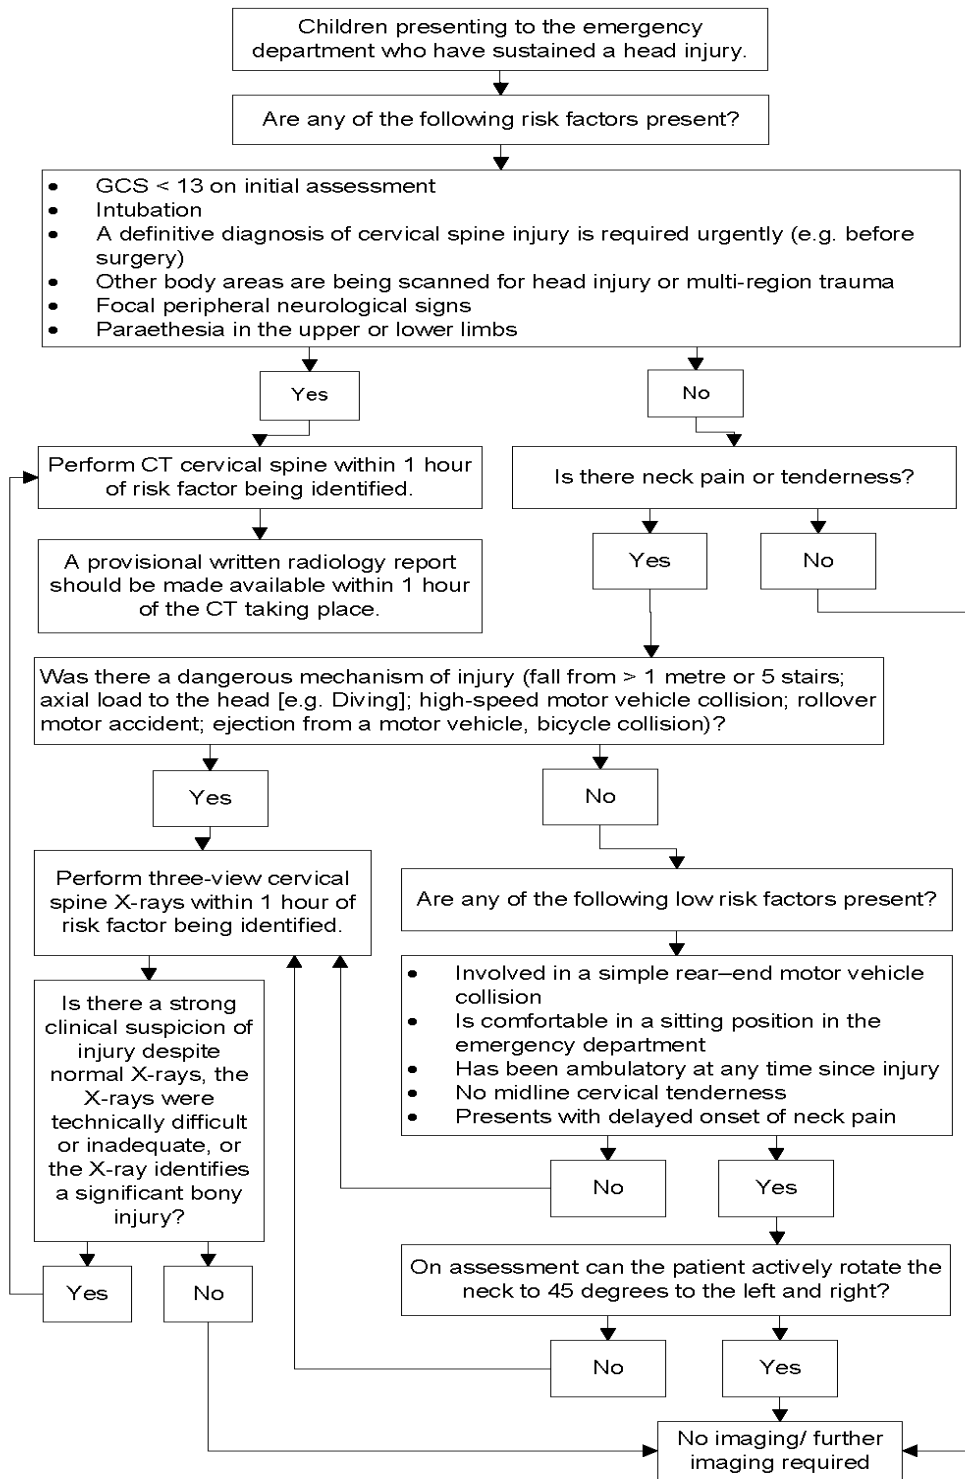 Children presenting to the emergency
department who have sustained a head injury.
Are any of the following risk factors present?
• GCS < 13 on initial assessment
• Intubation
• A definitive diagnosis of cervical spine injury is required urgently (e.g. before
surgery)
• Other body areas are being scanned for head injury or multi-region trauma
• Focal peripheral neurological signs
• Paraethesia in the upper or lower limbs
Yes
No
Perform CT cervical spine within 1 hour
of risk factor being identified.
Is there neck pain or tenderness?
A provisional written radiology report
should be made available within 1 hour
of the CT taking place.
Yes
No
Was there a dangerous mechanism of injury (fall from > 1 metre or 5 stairs;
axial load to the head [e.g. Diving]; high-speed motor vehicle collision; rollover
motor accident; ejection from a motor vehicle, bicycle collision)?
Yes
No
Perform three-view cervical
spine X-rays within 1 hour of
risk factor being identified.
Are any of the following low risk factors present?
• Involved in a simple rear–end motor vehicle
collision
• Is comfortable in a sitting position in the
emergency department
• Has been ambulatory at any time since injury
• No midline cervical tenderness
• Presents with delayed onset of neck pain
Is there a strong
clinical suspicion of
injury despite
normal X-rays, the
X-rays were
technically difficult
or inadequate, or
the X-ray identifies
a significant bony
injury?
No
Yes
On assessment can the patient actively rotate the
neck to 45 degrees to the left and right?
Yes
No
No
Yes
No imaging/ further
imaging required